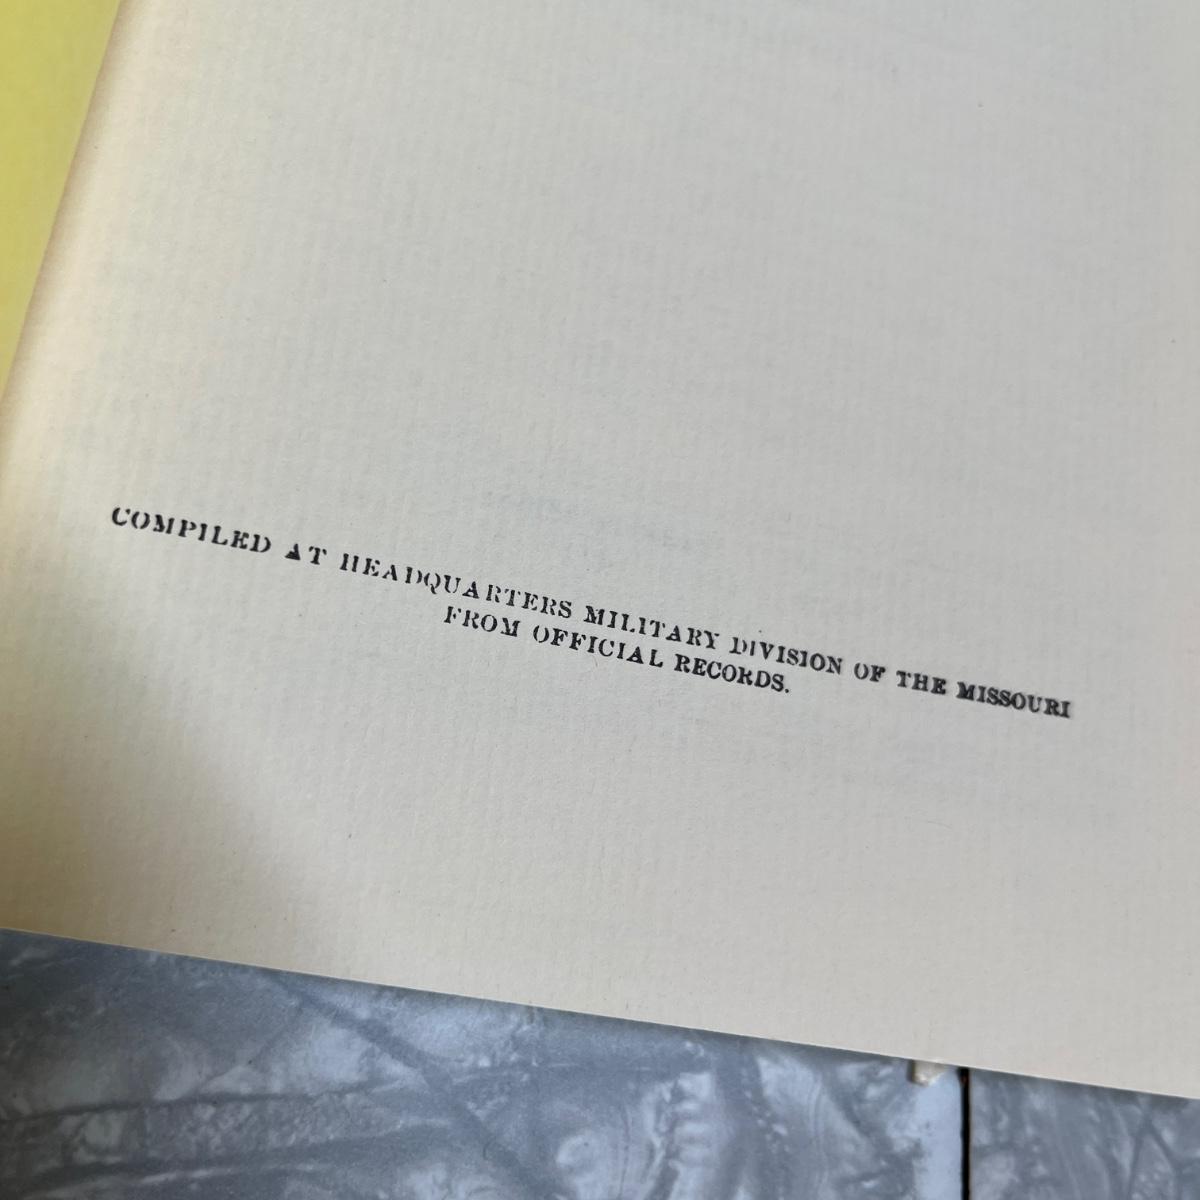 COMPILED AT HEADQUARTERS MILITARY DIVISION OF THE MISSOURI
FROM OFFICIAL RECORDS.